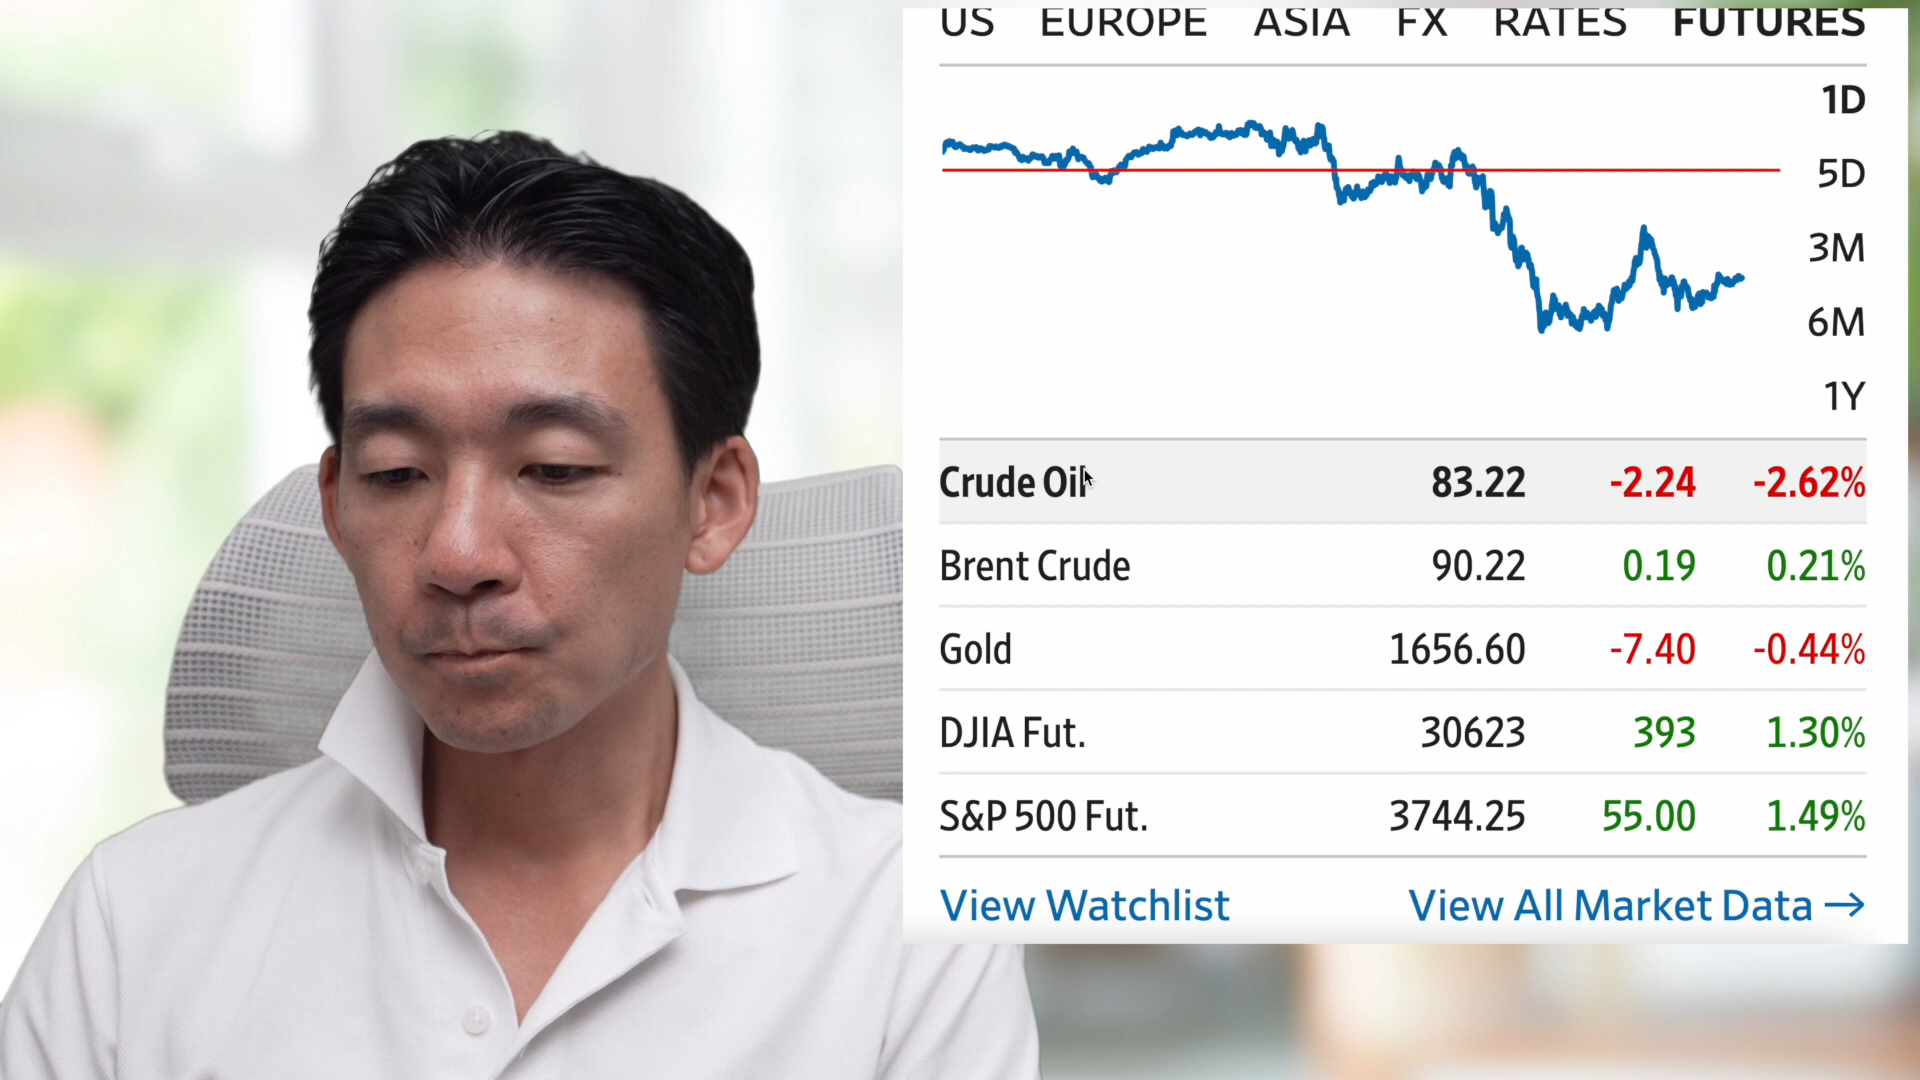 US EUROPE ASIA FX RATES FUTURES
1D
5D
3M
6M
1Y
Crude Oil 83.22 -2.24 -2.62%
Brent Crude 90.22 0.19 0.21%
Gold 1656.60 -7.40 -0.44%
DJIA Fut. 30623 393 1.30%
S&P 500 Fut. 3744.25 55.00 1.49%
View Watchlist View All Market Data →